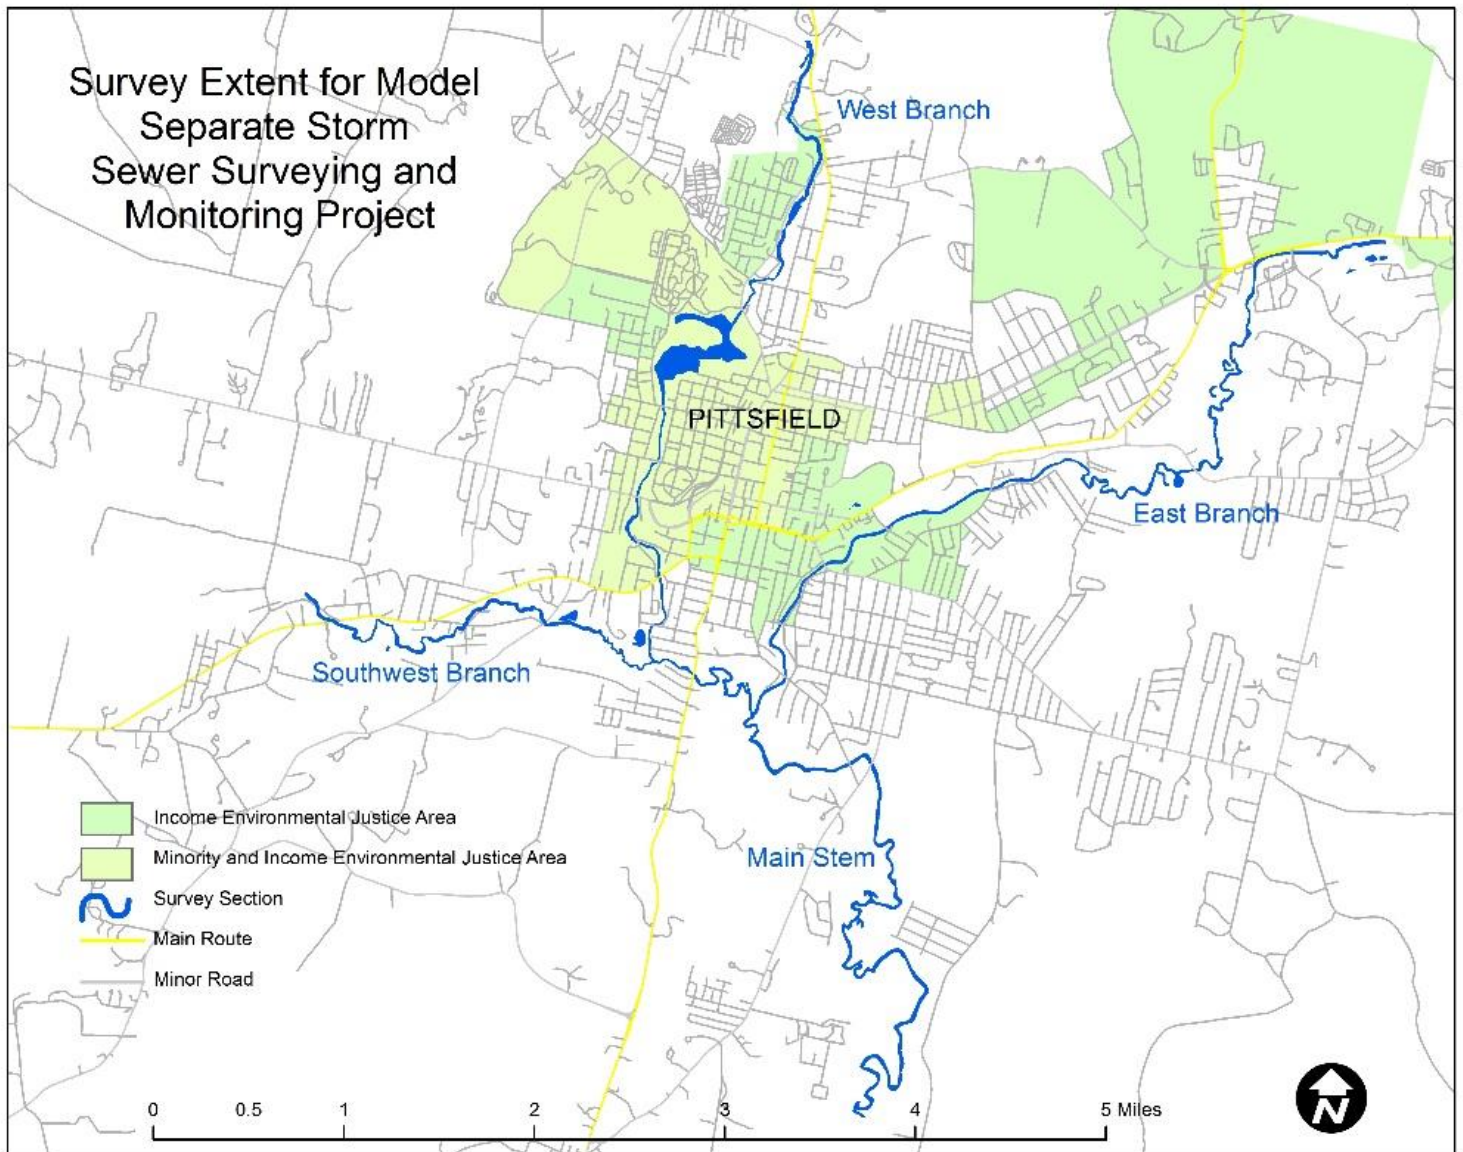 Survey Extent for Model
Separate Storm
Sewer Surveying and
Monitoring Project
West Branch
PITTSFIELD
East Branch
Southwest Branch
Main Stem
Income Environmental Justice Area
Minority and Income Environmental Justice Area
Survey Section
Main Route
Minor Road
0 0.5 1 2 3 4 5 Miles
N